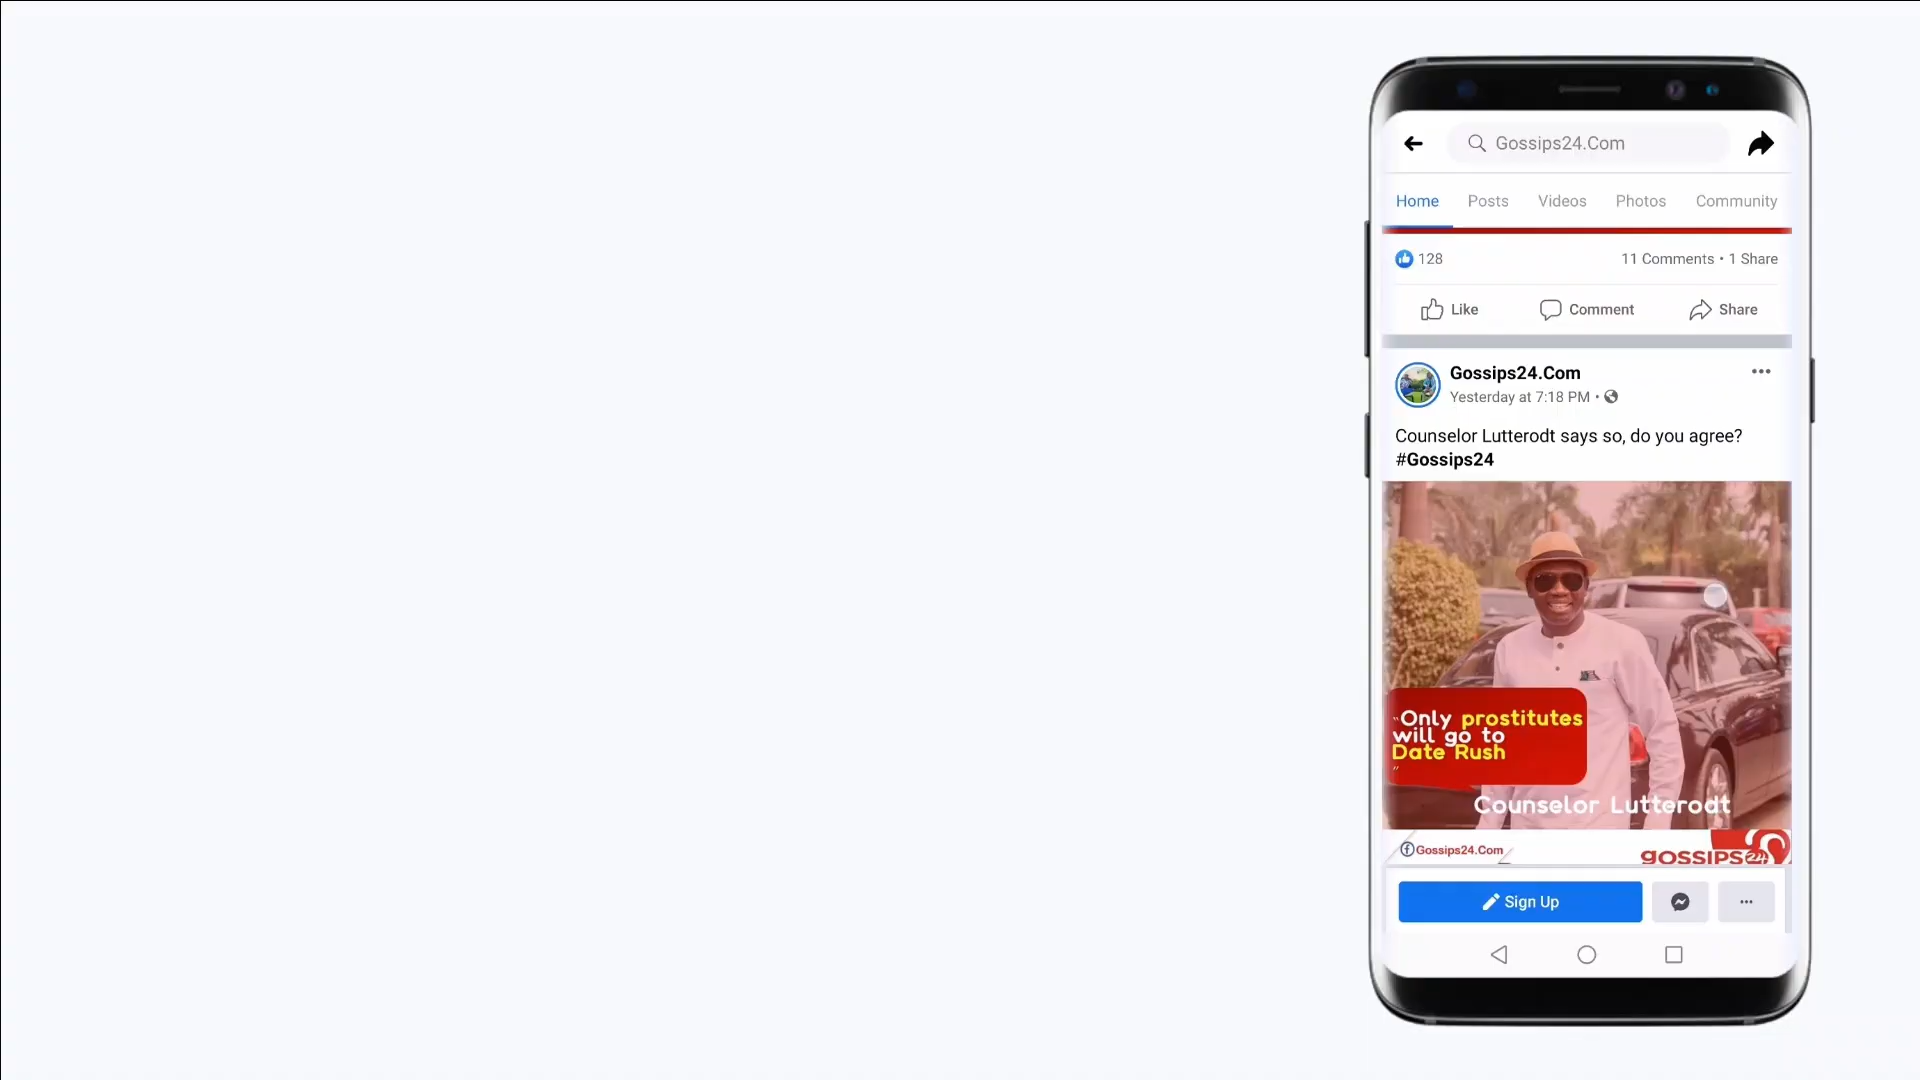 Gossips24.Com
Home Posts Videos Photos Community
128 11 Comments • 1 Share
Like Comment Share
Gossips24.Com
Yesterday at 7:18 PM •
Counselor Lutterodt says so, do you agree?
#Gossips24
"Only prostitutes
will go to
Date Rush
"
Counselor Lutterodt
Gossips24.Com
gossips24
Sign Up